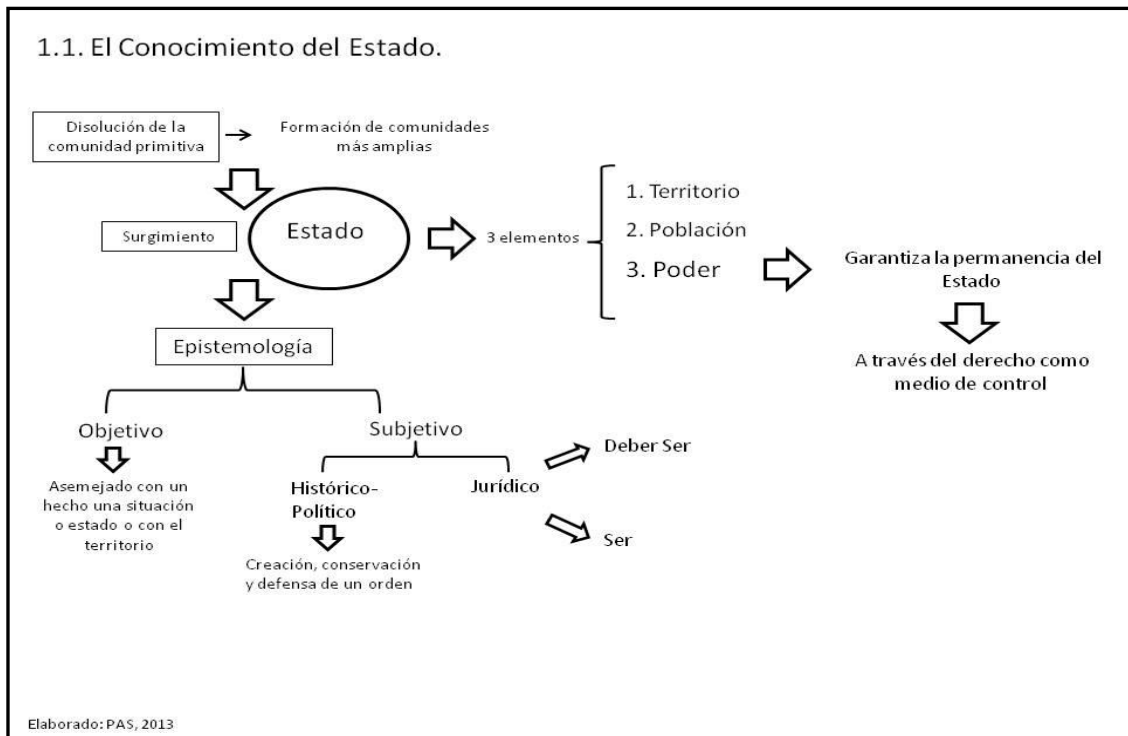 1.1. El Conocimiento del Estado.
Disolución de la
comunidad primitiva
Formación de comunidades
más amplias
Surgimiento
Estado
3 elementos
1. Territorio
2. Población
3. Poder
Garantiza la permanencia del
Estado
A través del derecho como
medio de control
Epistemología
Objetivo
Asemejado con un
hecho una situación
o estado o con el
territorio
Subjetivo
Histórico-
Político
Creación, conservación
y defensa de un orden
Jurídico
Deber Ser
Ser
Elaborado: PAS, 2013